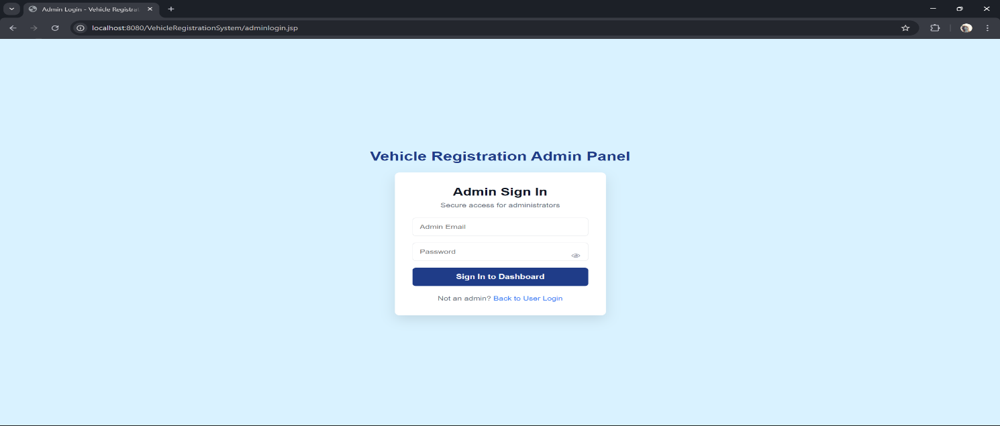 Admin Login - Vehicle Registrat
localhost:8080/VehicleRegistrationSystem/adminlogin.jsp
Vehicle Registration Admin Panel
Admin Sign In
Secure access for administrators
Admin Email
Password
Sign In to Dashboard
Not an admin? Back to User Login